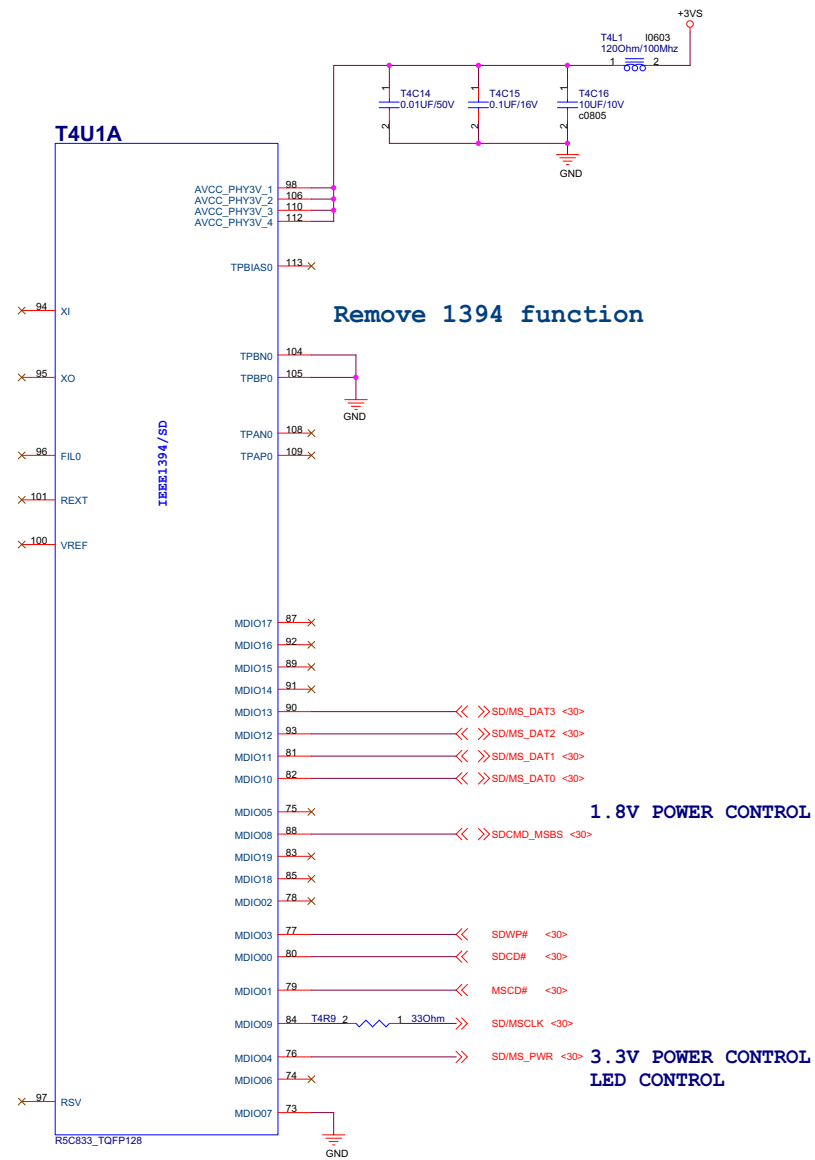 +3VS
T4L1 l0603
120Ohm/100Mhz
1 2
1 1 1
T4C14 T4C15 T4C16
0.01UF/50V 0.1UF/16V 10UF/10V
c0805
2 2 2
GND
T4U1A
AVCC_PHY3V_1 98
AVCC_PHY3V_2 106
AVCC_PHY3V_3 110
AVCC_PHY3V_4 112
TPBIAS0 113
94 XI
Remove 1394 function
TPBN0 104
95 XO
TPBP0 105
GND
TPAN0 108
96 FIL0
TPAP0 109
IEEE1394/SD
101 REXT
100 VREF
MDIO17 87
MDIO16 92
MDIO15 89
MDIO14 91
MDIO13 90 SD/MS_DAT3 <30>
MDIO12 93 SD/MS_DAT2 <30>
MDIO11 81 SD/MS_DAT1 <30>
MDIO10 82 SD/MS_DAT0 <30>
MDIO05 75 1.8V POWER CONTROL
MDIO08 88 SDCMD_MSBS <30>
MDIO19 83
MDIO18 85
MDIO02 78
MDIO03 77 SDWP# <30>
MDIO00 80 SDCD# <30>
MDIO01 79 MSCD# <30>
MDIO09 84 T4R9 2 1 33Ohm SD/MSCLK <30>
MDIO04 76 SD/MS_PWR <30> 3.3V POWER CONTROL
MDIO06 74 LED CONTROL
97 RSV
MDIO07 73
R5C833_TQFP128
GND